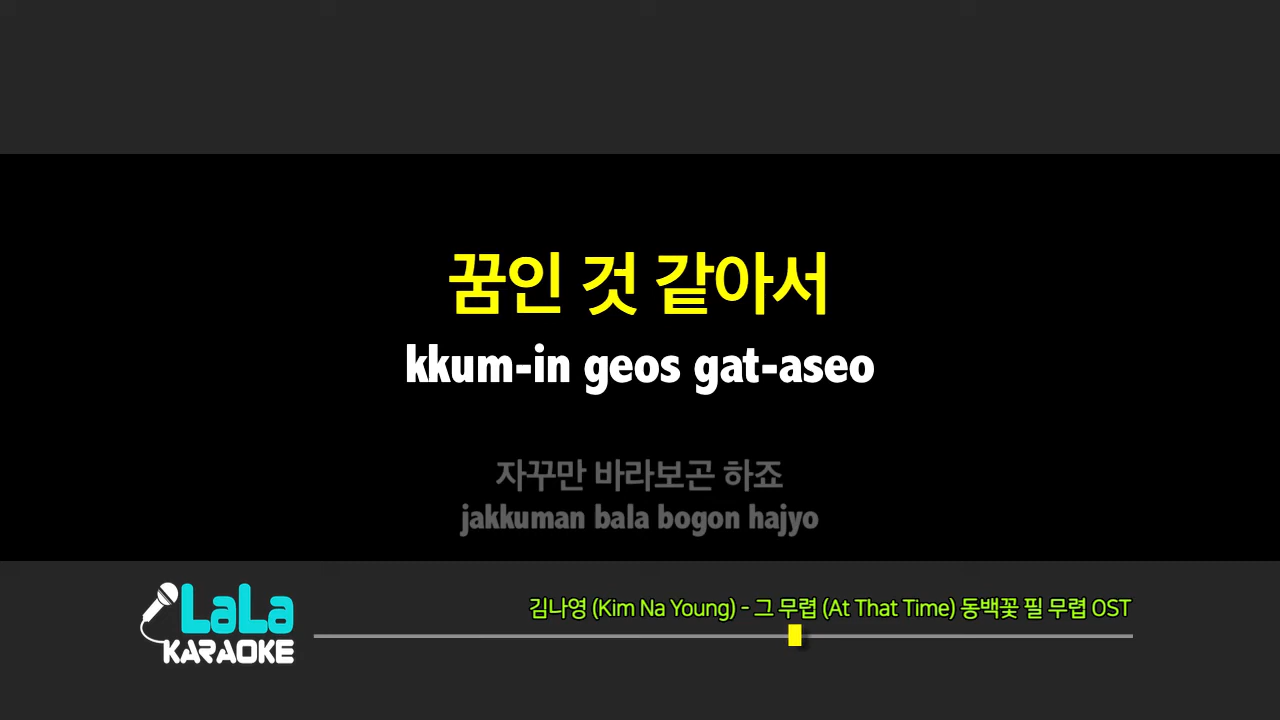 꿈인 것 같아서
kkum-in geos gat-aseo
자꾸만 바라보곤 하죠
jakkuman bala bogon hajyo
LaLa
KARAOKE
김나영 (Kim Na Young) - 그 무렵 (At That Time) 동백꽃 필 무렵 OST